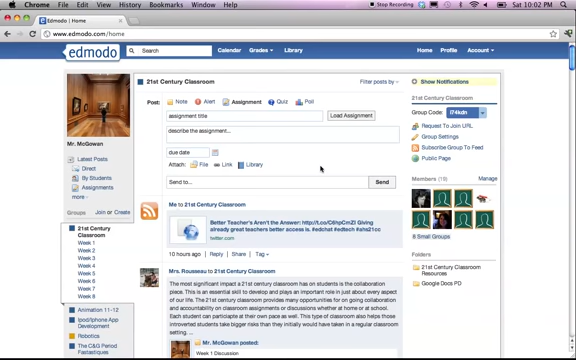 Chrome File Edit View History Bookmarks Window Help
Stop Recording
Sat 10:02 PM
Edmodo | Home
www.edmodo.com/home
edmodo
Search
Calendar Grades Library
Home Profile Account
21st Century Classroom
Filter posts by
Show Notifications
Post: Note Alert Assignment Quiz Poll
assignment title
Load Assignment
describe the assignment...
due date
Attach: File Link Library
Send to...
Send
Mr. McGowan
Latest Posts
Direct
By Students
Assignments
more
Groups Join or Create
21st Century
Classroom
Week 1
Week 2
Week 3
Week 4
Week 5
Week 6
Week 7
Week 8
Animation 11-12
Ipod/Iphone App
Development
Robotics
The C&G Period
Fantastiques
Me to 21st Century Classroom
Better Teacher's Aren't the Answer: http://t.co/C6hpCmZl Giving
already great teachers better access is. #edchat #edtech #sis21cc
twitter.com
10 hours ago Reply Share Tag
Mrs. Rousseau to 21st Century Classroom
The most significant impact a 21st century classroom has on students is the collaboration
piece. This is an essential skill to develop and plays an important role in just about every aspect
of our life. The 21st century classroom provides many opportunities for on going collaboration
and accountability on classroom assignments or discussions whether at home or at school.
Each student can participate at their own pace as well. This type of collaboration also helps those
introverted students take bigger risks than they initially would have taken in a regular classroom
setting.
...
Mr. McGowan posted:
Week 1 Discussion
21st Century Classroom
Group Code: l74kdn
Request To Join URL
Group Settings
Subscribe Group To Feed
Public Page
Members (19) Manage
8 Small Groups
Folders
21st Century Classroom
Resources
Google Docs PD